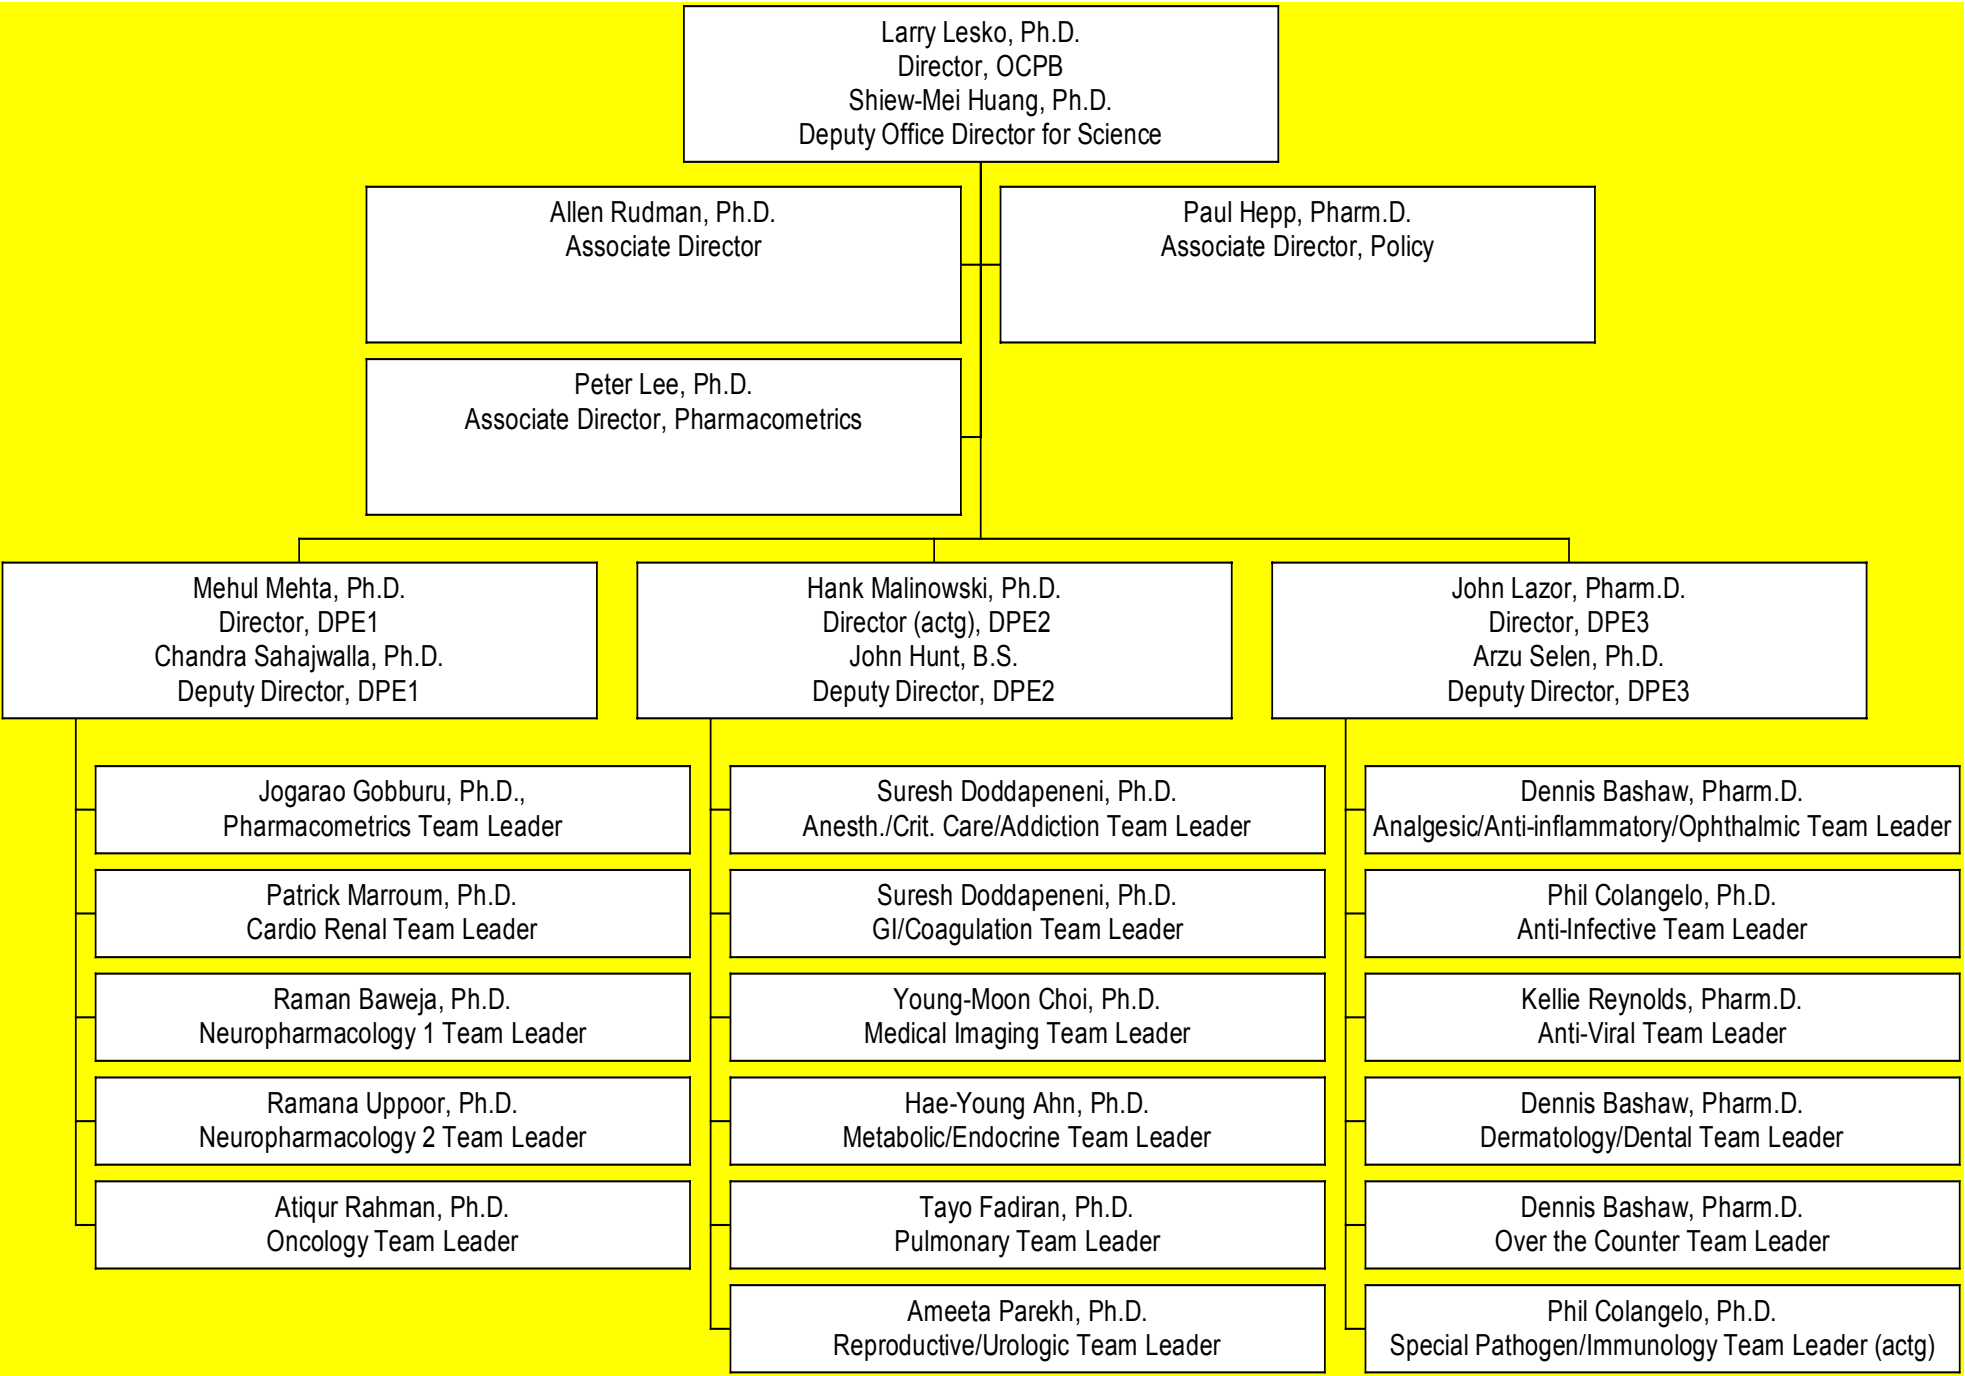 Larry Lesko, Ph.D.
Director, OCPB
Shiew-Mei Huang, Ph.D.
Deputy Office Director for Science
Allen Rudman, Ph.D.
Associate Director
Paul Hepp, Pharm.D.
Associate Director, Policy
Peter Lee, Ph.D.
Associate Director, Pharmacometrics
Mehul Mehta, Ph.D.
Director, DPE1
Chandra Sahajwalla, Ph.D.
Deputy Director, DPE1
Jogarao Gobburu, Ph.D.,
Pharmacometrics Team Leader
Patrick Marroum, Ph.D.
Cardio Renal Team Leader
Raman Baweja, Ph.D.
Neuropharmacology 1 Team Leader
Ramana Uppoor, Ph.D.
Neuropharmacology 2 Team Leader
Atiqur Rahman, Ph.D.
Oncology Team Leader
Hank Malinowski, Ph.D.
Director (actg), DPE2
John Hunt, B.S.
Deputy Director, DPE2
Suresh Doddapeneni, Ph.D.
Anesth./Crit. Care/Addiction Team Leader
Suresh Doddapeneni, Ph.D.
GI/Coagulation Team Leader
Young-Moon Choi, Ph.D.
Medical Imaging Team Leader
Hae-Young Ahn, Ph.D.
Metabolic/Endocrine Team Leader
Tayo Fadiran, Ph.D.
Pulmonary Team Leader
Ameeta Parekh, Ph.D.
Reproductive/Urologic Team Leader
John Lazor, Pharm.D.
Director, DPE3
Arzu Selen, Ph.D.
Deputy Director, DPE3
Dennis Bashaw, Pharm.D.
Analgesic/Anti-inflammatory/Ophthalmic Team Leader
Phil Colangelo, Ph.D.
Anti-Infective Team Leader
Kellie Reynolds, Pharm.D.
Anti-Viral Team Leader
Dennis Bashaw, Pharm.D.
Dermatology/Dental Team Leader
Dennis Bashaw, Pharm.D.
Over the Counter Team Leader
Phil Colangelo, Ph.D.
Special Pathogen/Immunology Team Leader (actg)